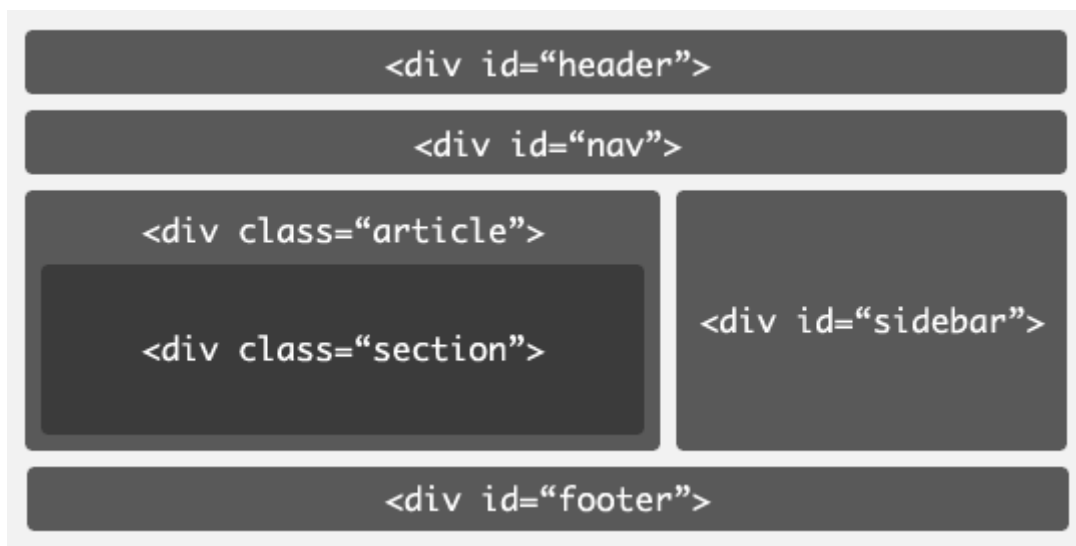 <div id=“header”>
<div id=“nav”>
<div class=“article”>
<div class=“section”>
<div id=“sidebar”>
<div id=“footer”>